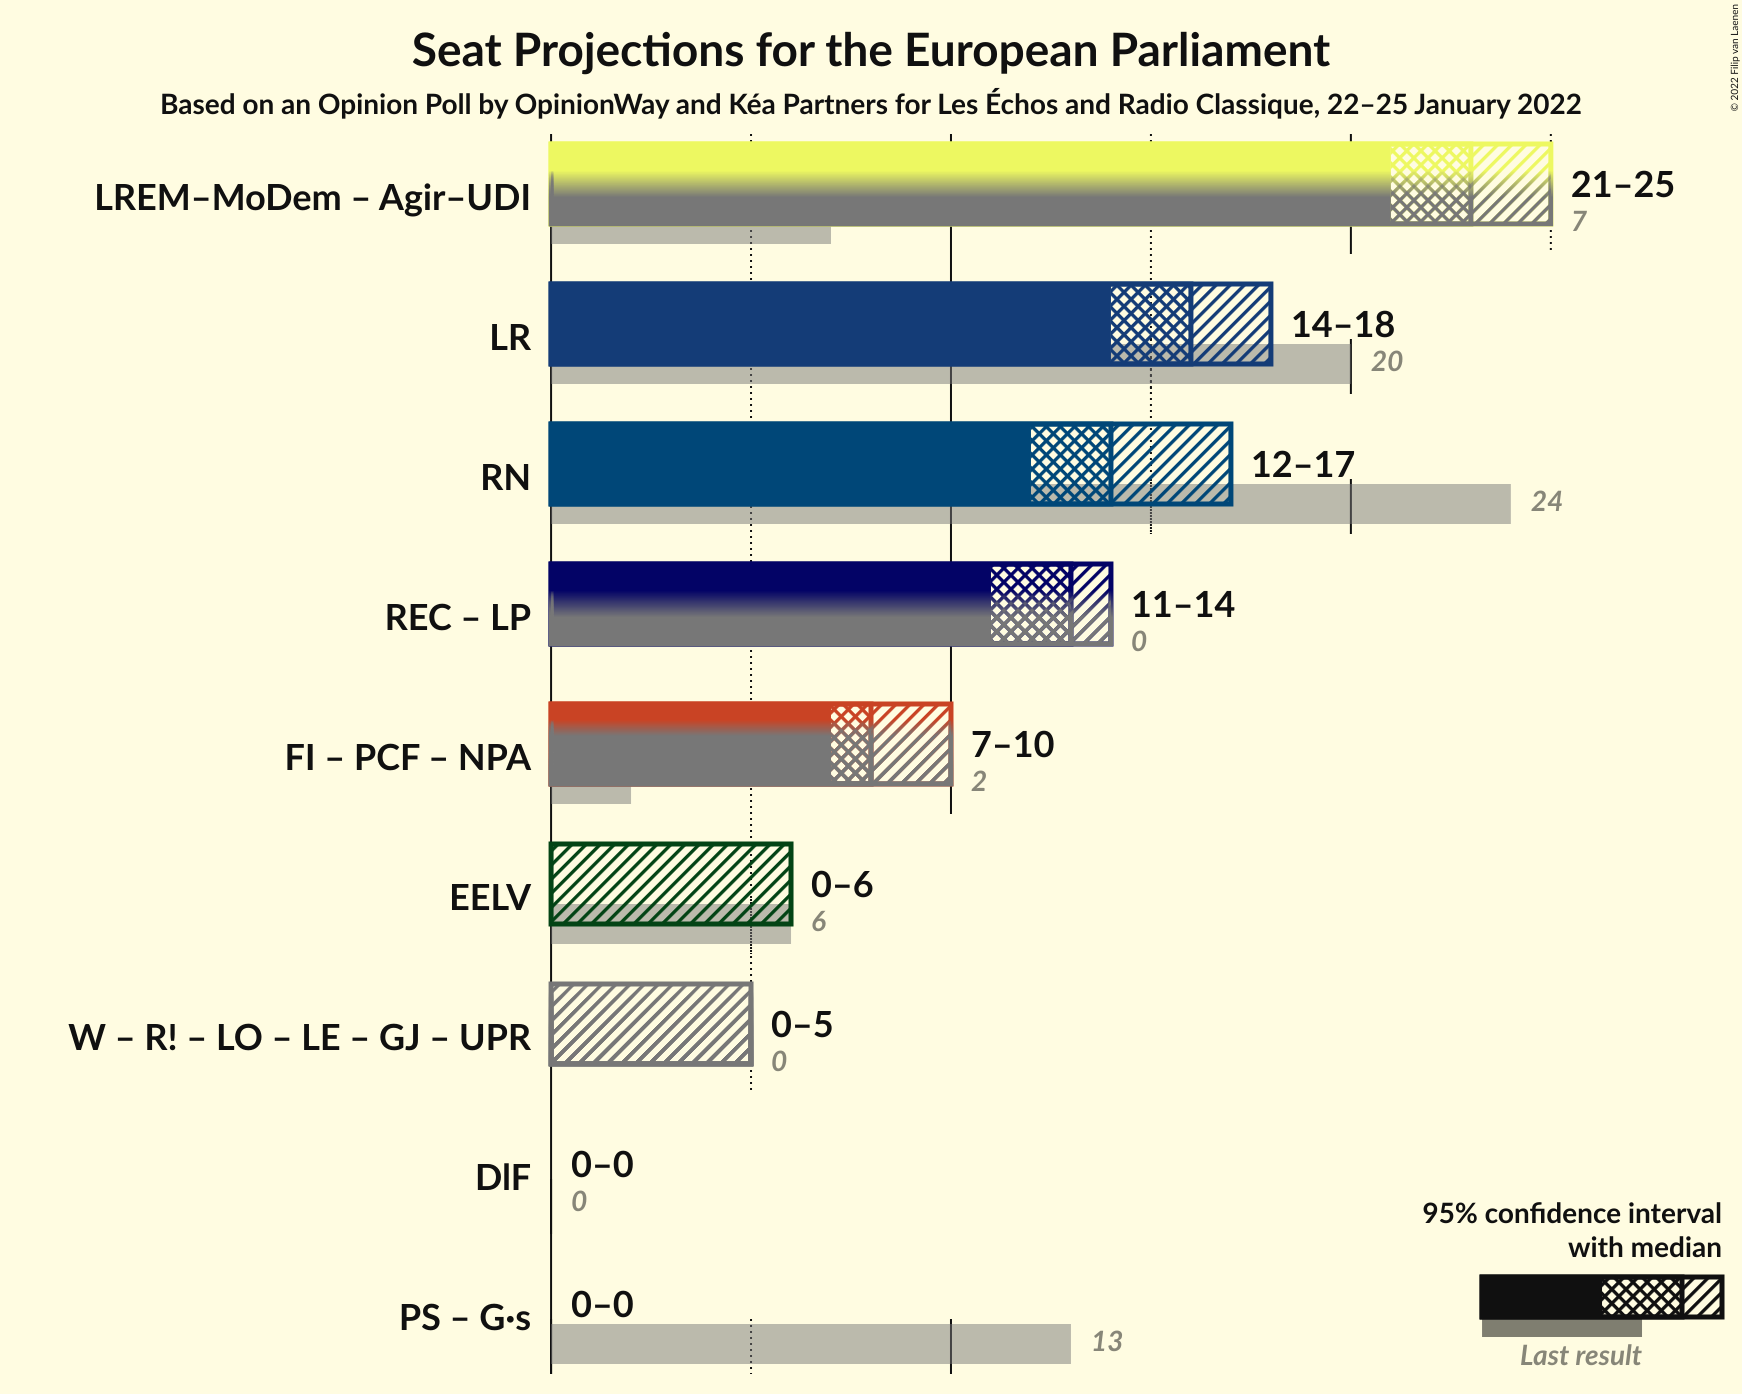 Seat Projections for the European Parliament
Based on an Opinion Poll by OpinionWay and Kéa Partners for Les Échos and Radio Classique, 22–25 January 2022
© 2022 Filip van Laenen
LREM–MoDem – Agir–UDI
21–25
7
LR
14–18
20
RN
12–17
24
REC – LP
11–14
0
FI – PCF – NPA
7–10
2
EELV
0–6
6
W – R! – LO – LE – GJ – UPR
0–5
0
DlF
0–0
0
PS – G·s
0–0
13
95% confidence interval
with median
Last result